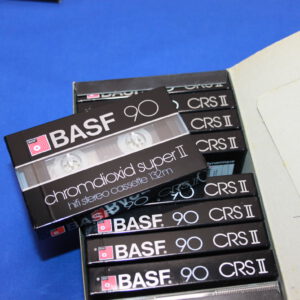 BASF 90
chromdioxid super II
hifi stereo cassette 132m
CRS II
CRS II
CRS II
90 CRS II
BASF 90 CRS II
BASF 90 CRS II
BASF 90 CRS II